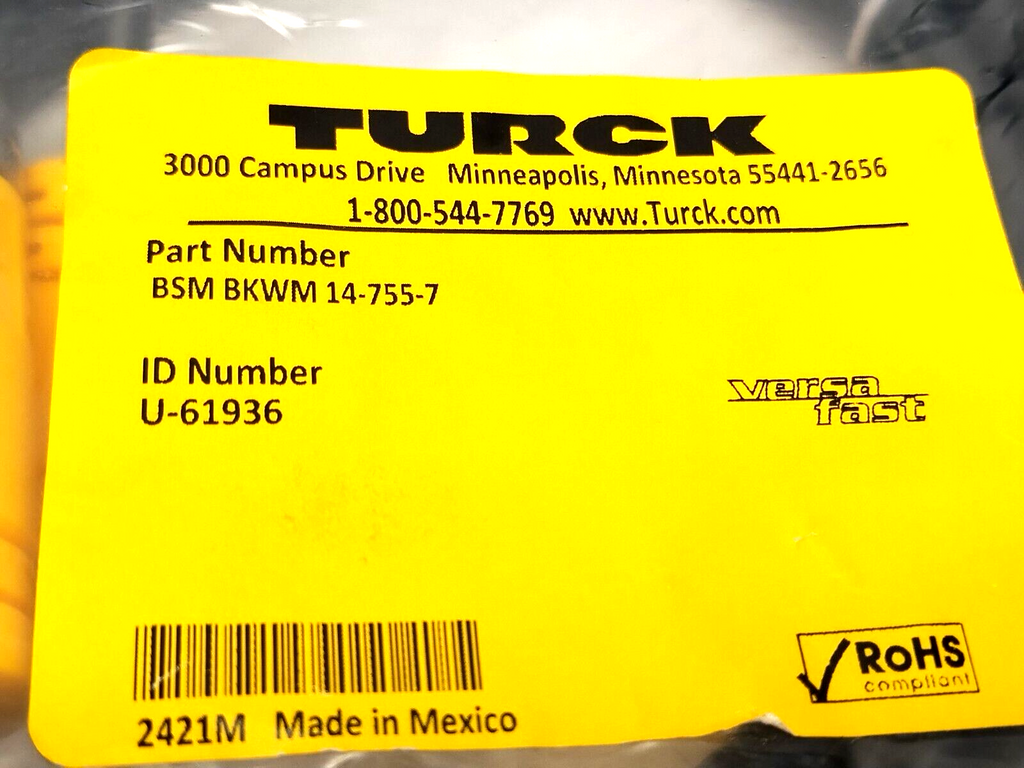 TURCK
3000 Campus Drive Minneapolis, Minnesota 55441-2656
1-800-544-7769 www.Turck.com
Part Number
BSM BKWM 14-755-7
ID Number
U-61936
versa
fast
RoHS
compliant
2421M Made in Mexico